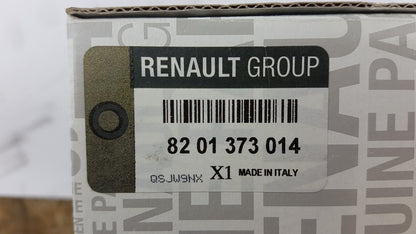 RENAULT GROUP
82 01 373 014
QSJW9NX X1 MADE IN ITALY